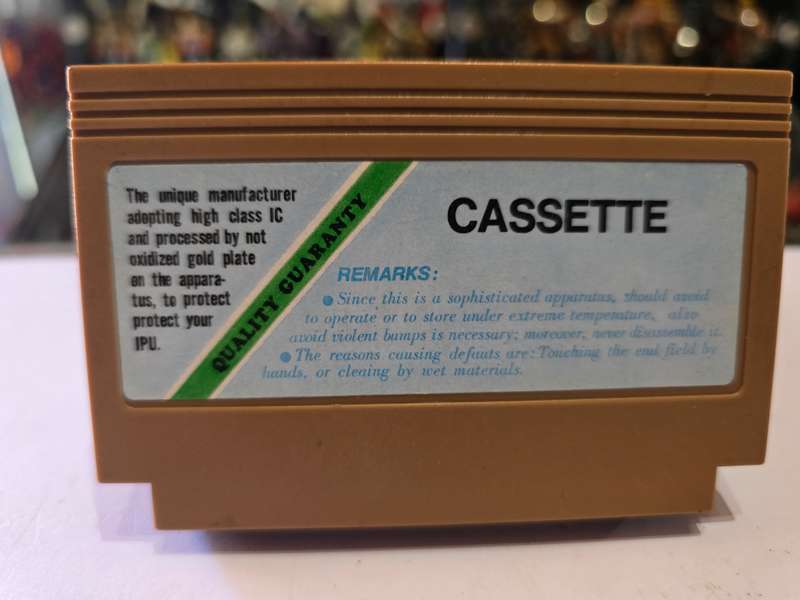 The unique manufacturer
adopting high class IC
and processed by not
oxidized gold plate
on the appara-
tus, to protect
protect your
IPU.
QUALITY GUARANTY
CASSETTE
REMARKS:
● Since this is a sophisticated apparatus, should avoid
to operate or to store under extreme temperature, also
avoid violent bumps is necessary; moreover, never disassemble it.
● The reasons causing defauts are: Touching the end field by
hands, or cleaing by wet materials.